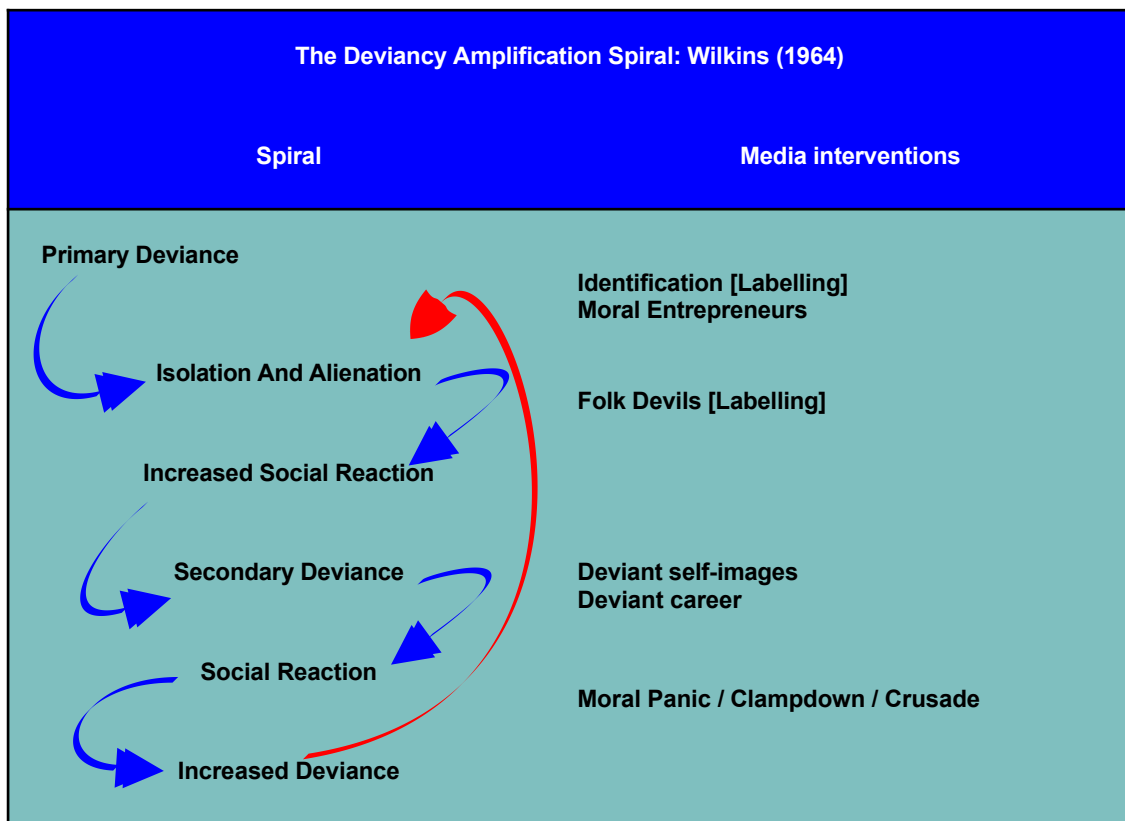 The Deviancy Amplification Spiral: Wilkins (1964)
Spiral
Media interventions
Primary Deviance
Identification [Labelling]
Moral Entrepreneurs
Isolation And Alienation
Folk Devils [Labelling]
Increased Social Reaction
Secondary Deviance
Deviant self-images
Deviant career
Social Reaction
Moral Panic / Clampdown / Crusade
Increased Deviance